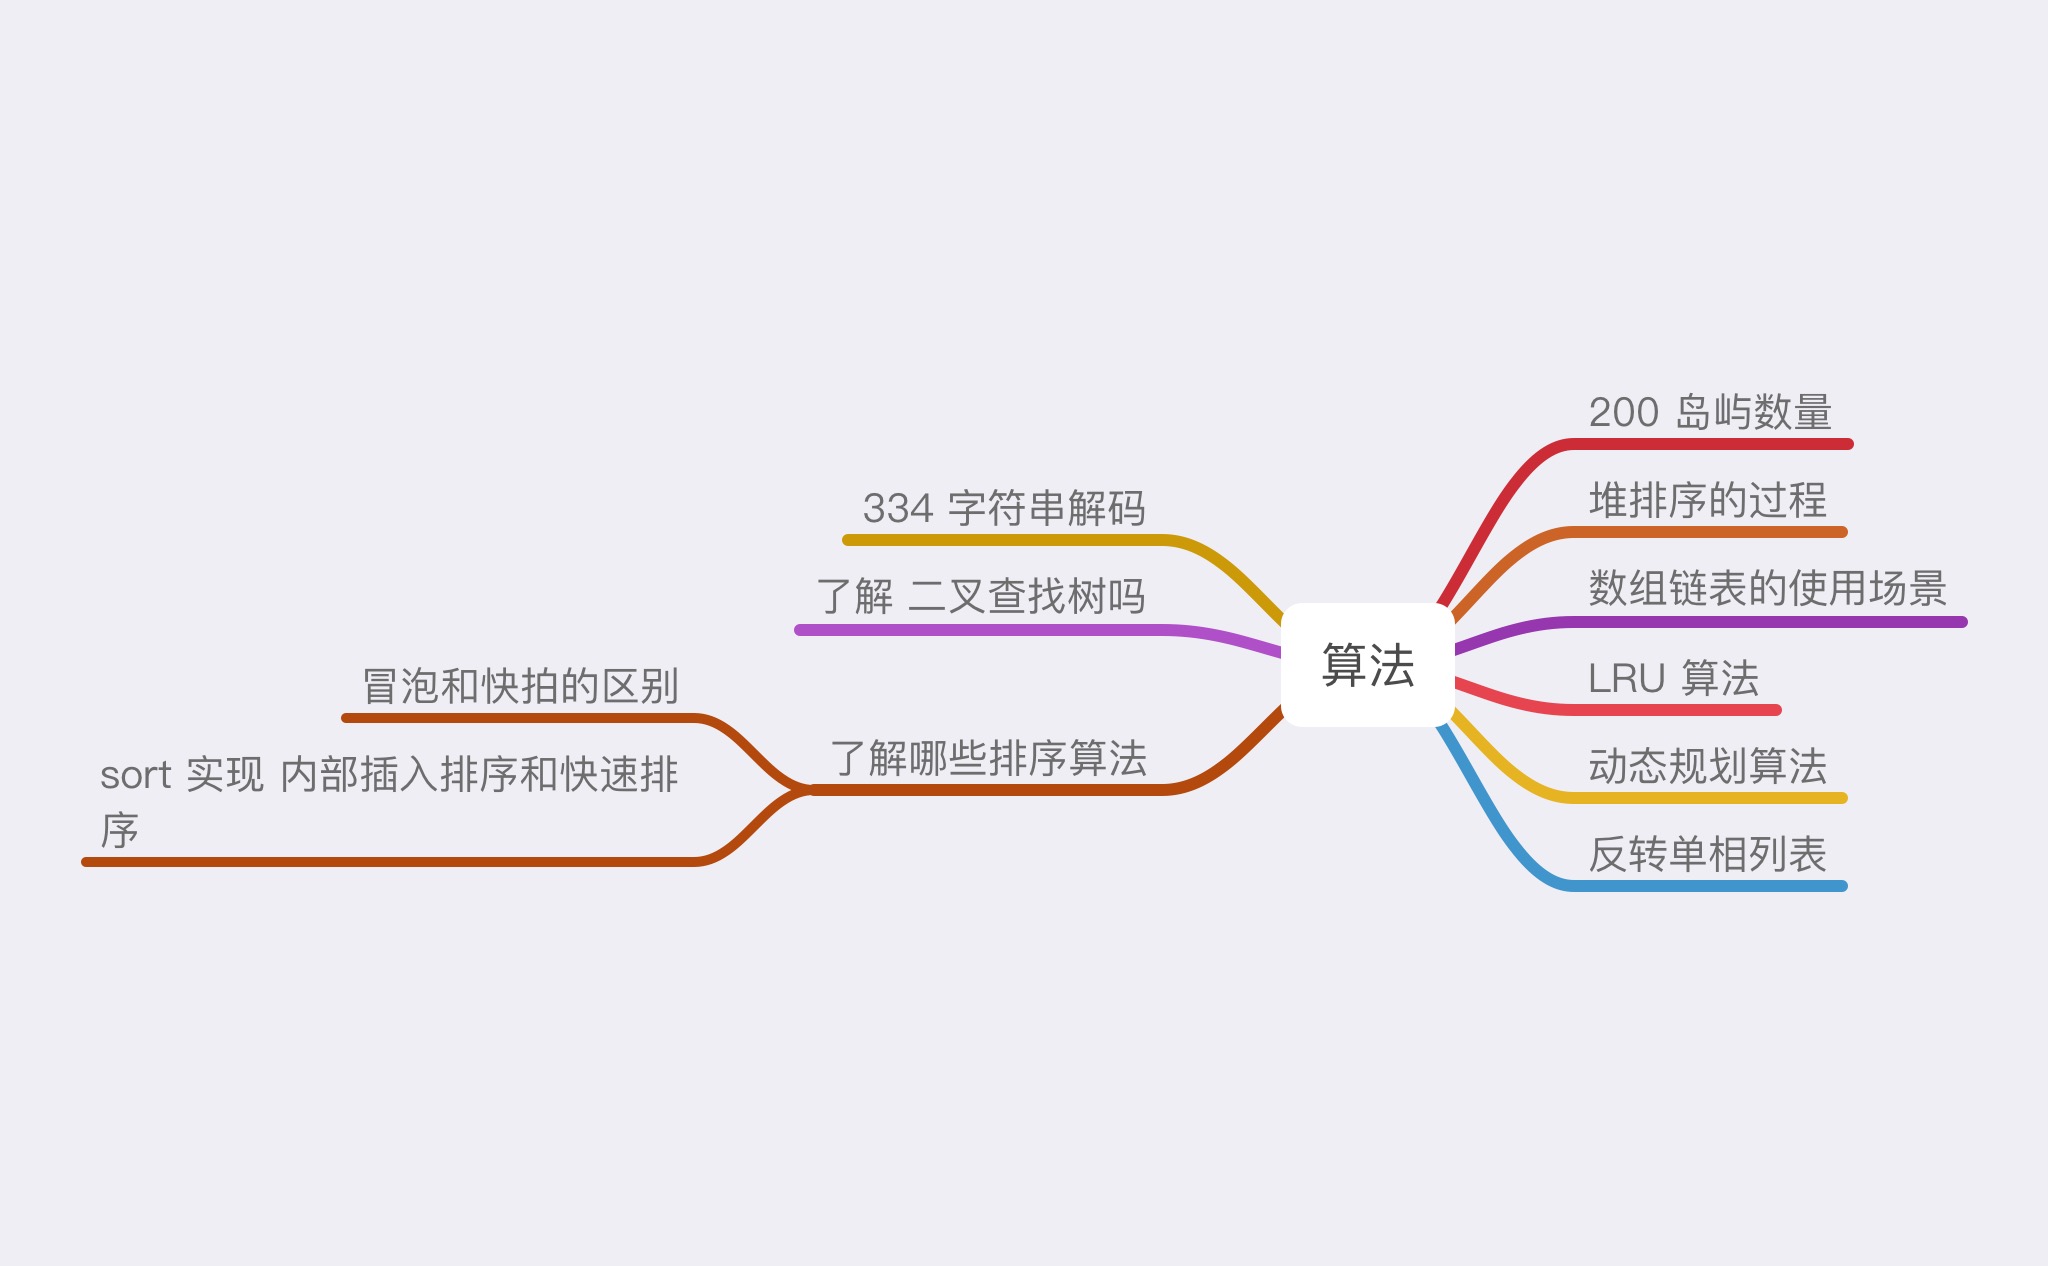 算法
200 岛屿数量
堆排序的过程
数组链表的使用场景
LRU 算法
动态规划算法
反转单相列表
334 字符串解码
了解 二叉查找树吗
了解哪些排序算法
冒泡和快拍的区别
sort 实现 内部插入排序和快速排
序